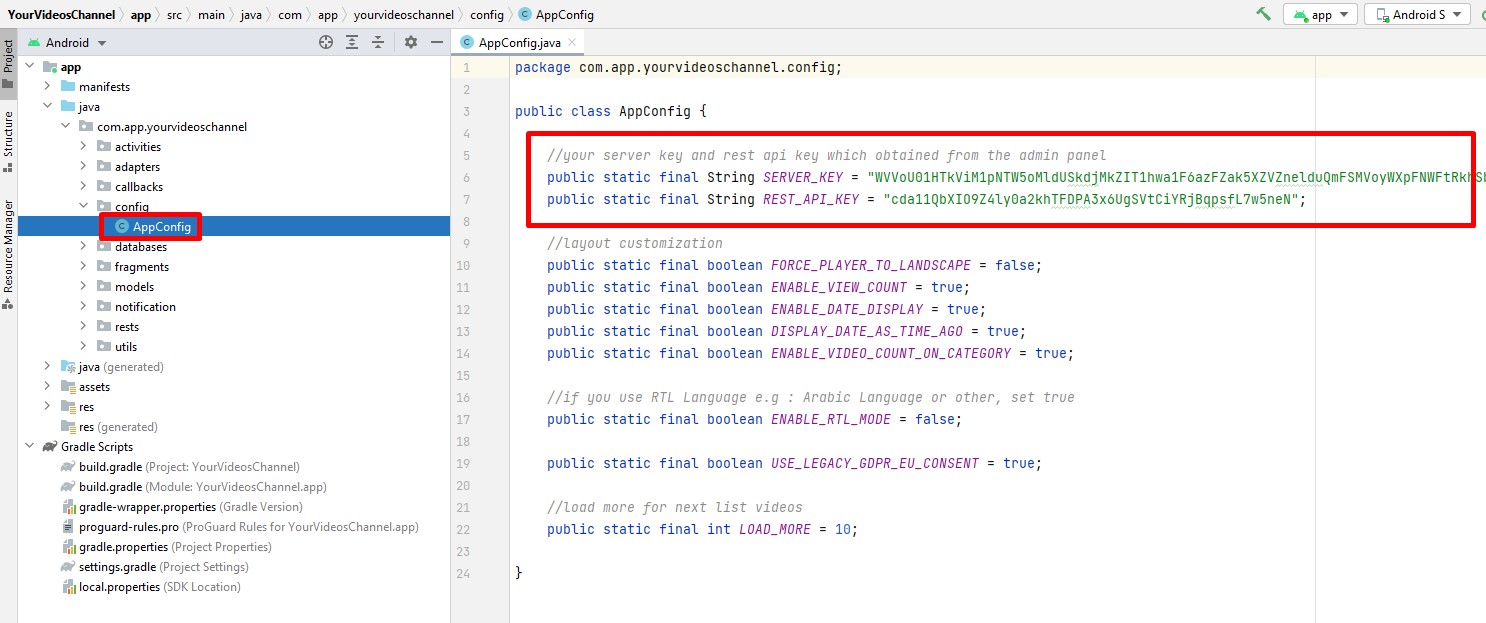 YourVideosChannel app src main java com app yourvideoschannel config AppConfig
app Android S
Project
Structure
Resource Manager
Android
app
manifests
java
com.app.yourvideoschannel
activities
adapters
callbacks
config
AppConfig
databases
fragments
models
notification
rests
utils
java (generated)
assets
res
res (generated)
Gradle Scripts
build.gradle (Project: YourVideosChannel)
build.gradle (Module: YourVideosChannel.app)
gradle-wrapper.properties (Gradle Version)
proguard-rules.pro (ProGuard Rules for YourVideosChannel.app)
gradle.properties (Project Properties)
settings.gradle (Project Settings)
local.properties (SDK Location)
AppConfig.java
1 package com.app.yourvideoschannel.config;
2
3 public class AppConfig {
4
5 //your server key and rest api key which obtained from the admin panel
6 public static final String SERVER_KEY =
7 public static final String REST_API_KEY = "cda11QbXIO9Z4ly0a2khTFDPA3x6UgSVtCiYRjBqpsfL7w5neN";
8
9 //layout customization
10 public static final boolean FORCE_PLAYER_TO_LANDSCAPE = false;
11 public static final boolean ENABLE_VIEW_COUNT = true;
12 public static final boolean ENABLE_DATE_DISPLAY = true;
13 public static final boolean DISPLAY_DATE_AS_TIME_AGO = true;
14 public static final boolean ENABLE_VIDEO_COUNT_ON_CATEGORY = true;
15
16 //if you use RTL Language e.g : Arabic Language or other, set true
17 public static final boolean ENABLE_RTL_MODE = false;
18
19 public static final boolean USE_LEGACY_GDPR_EU_CONSENT = true;
20
21 //load more for next list videos
22 public static final int LOAD_MORE = 10;
23
24 }